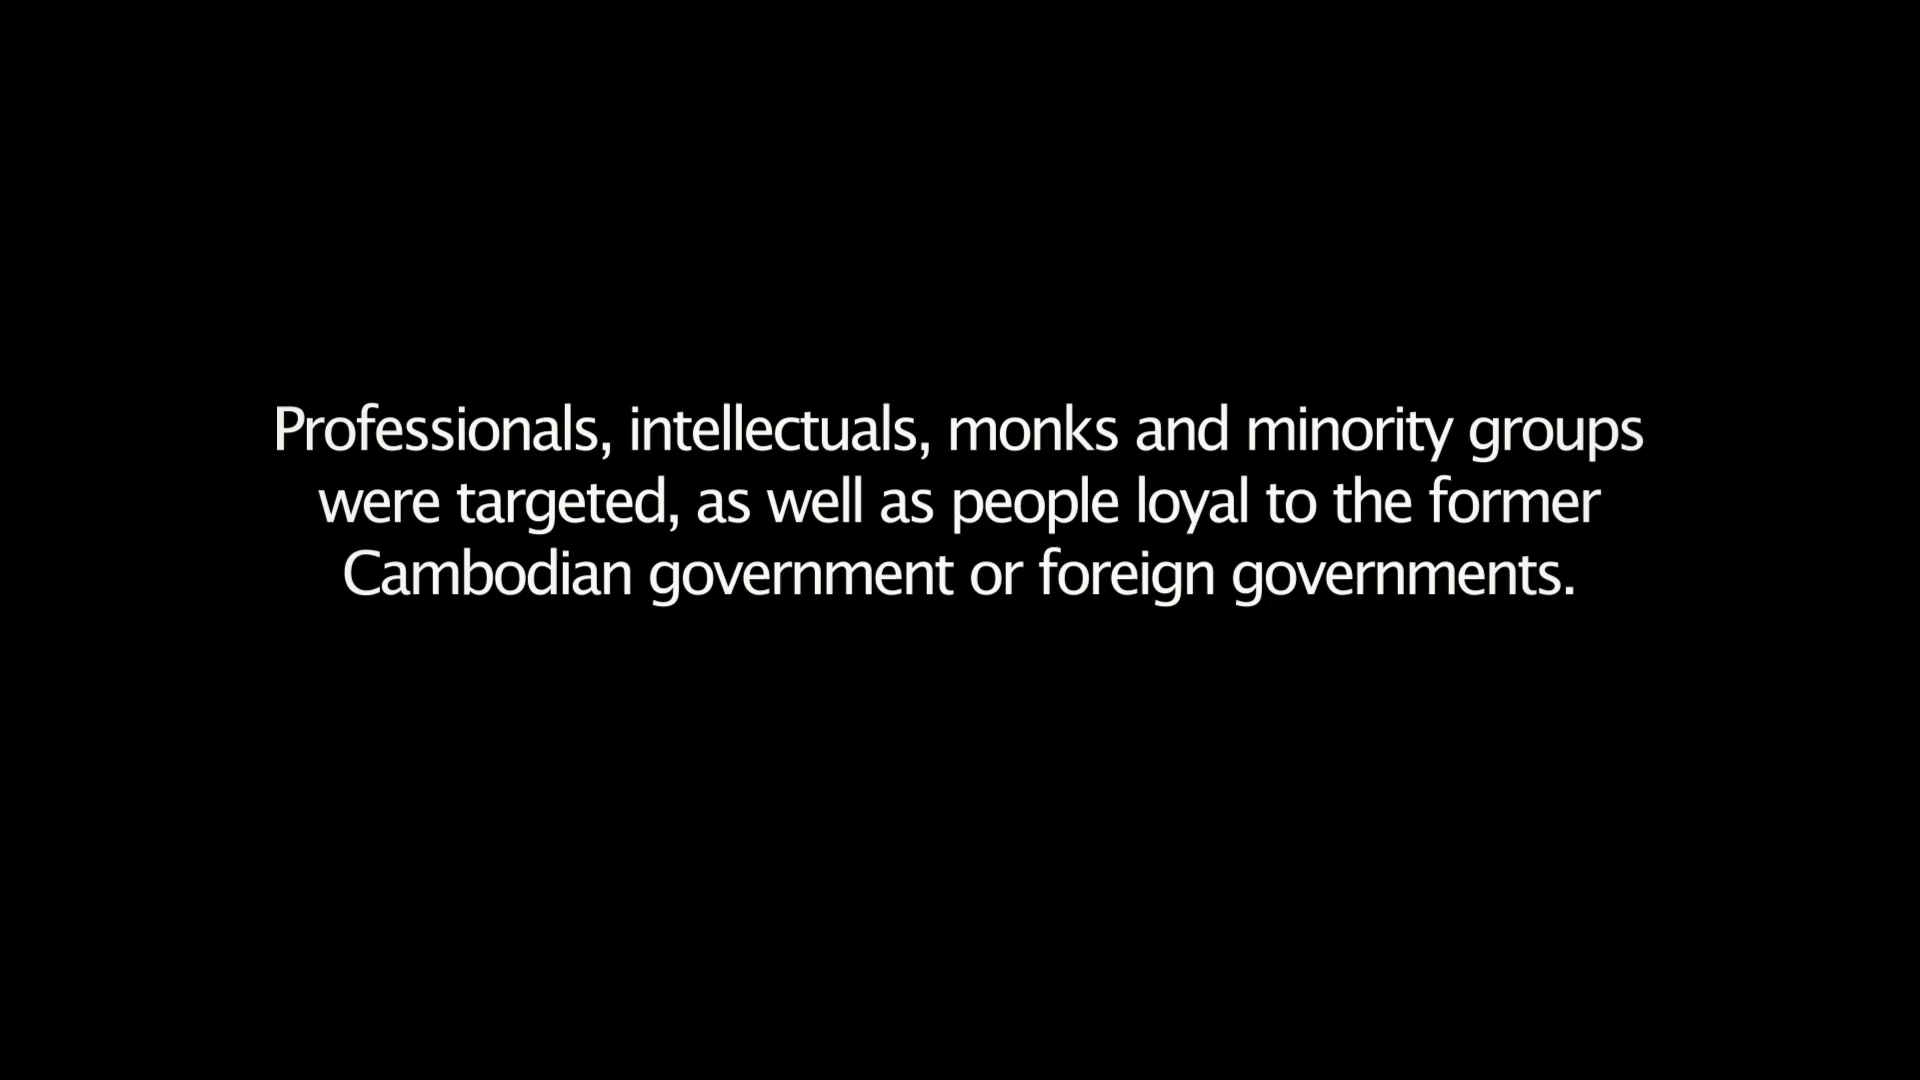 Professionals, intellectuals, monks and minority groups
were targeted, as well as people loyal to the former
Cambodian government or foreign governments.